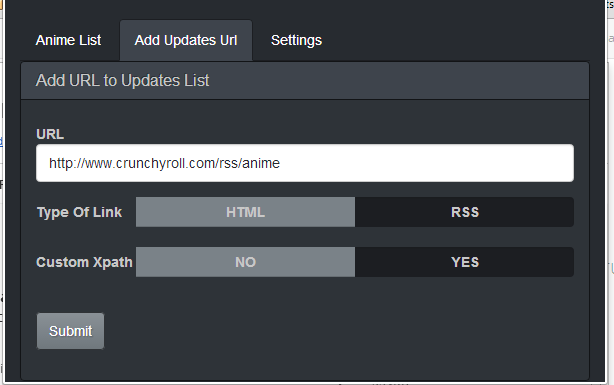 Anime List Add Updates Url Settings
Add URL to Updates List
URL
http://www.crunchyroll.com/rss/anime
Type Of Link HTML RSS
Custom Xpath NO YES
Submit